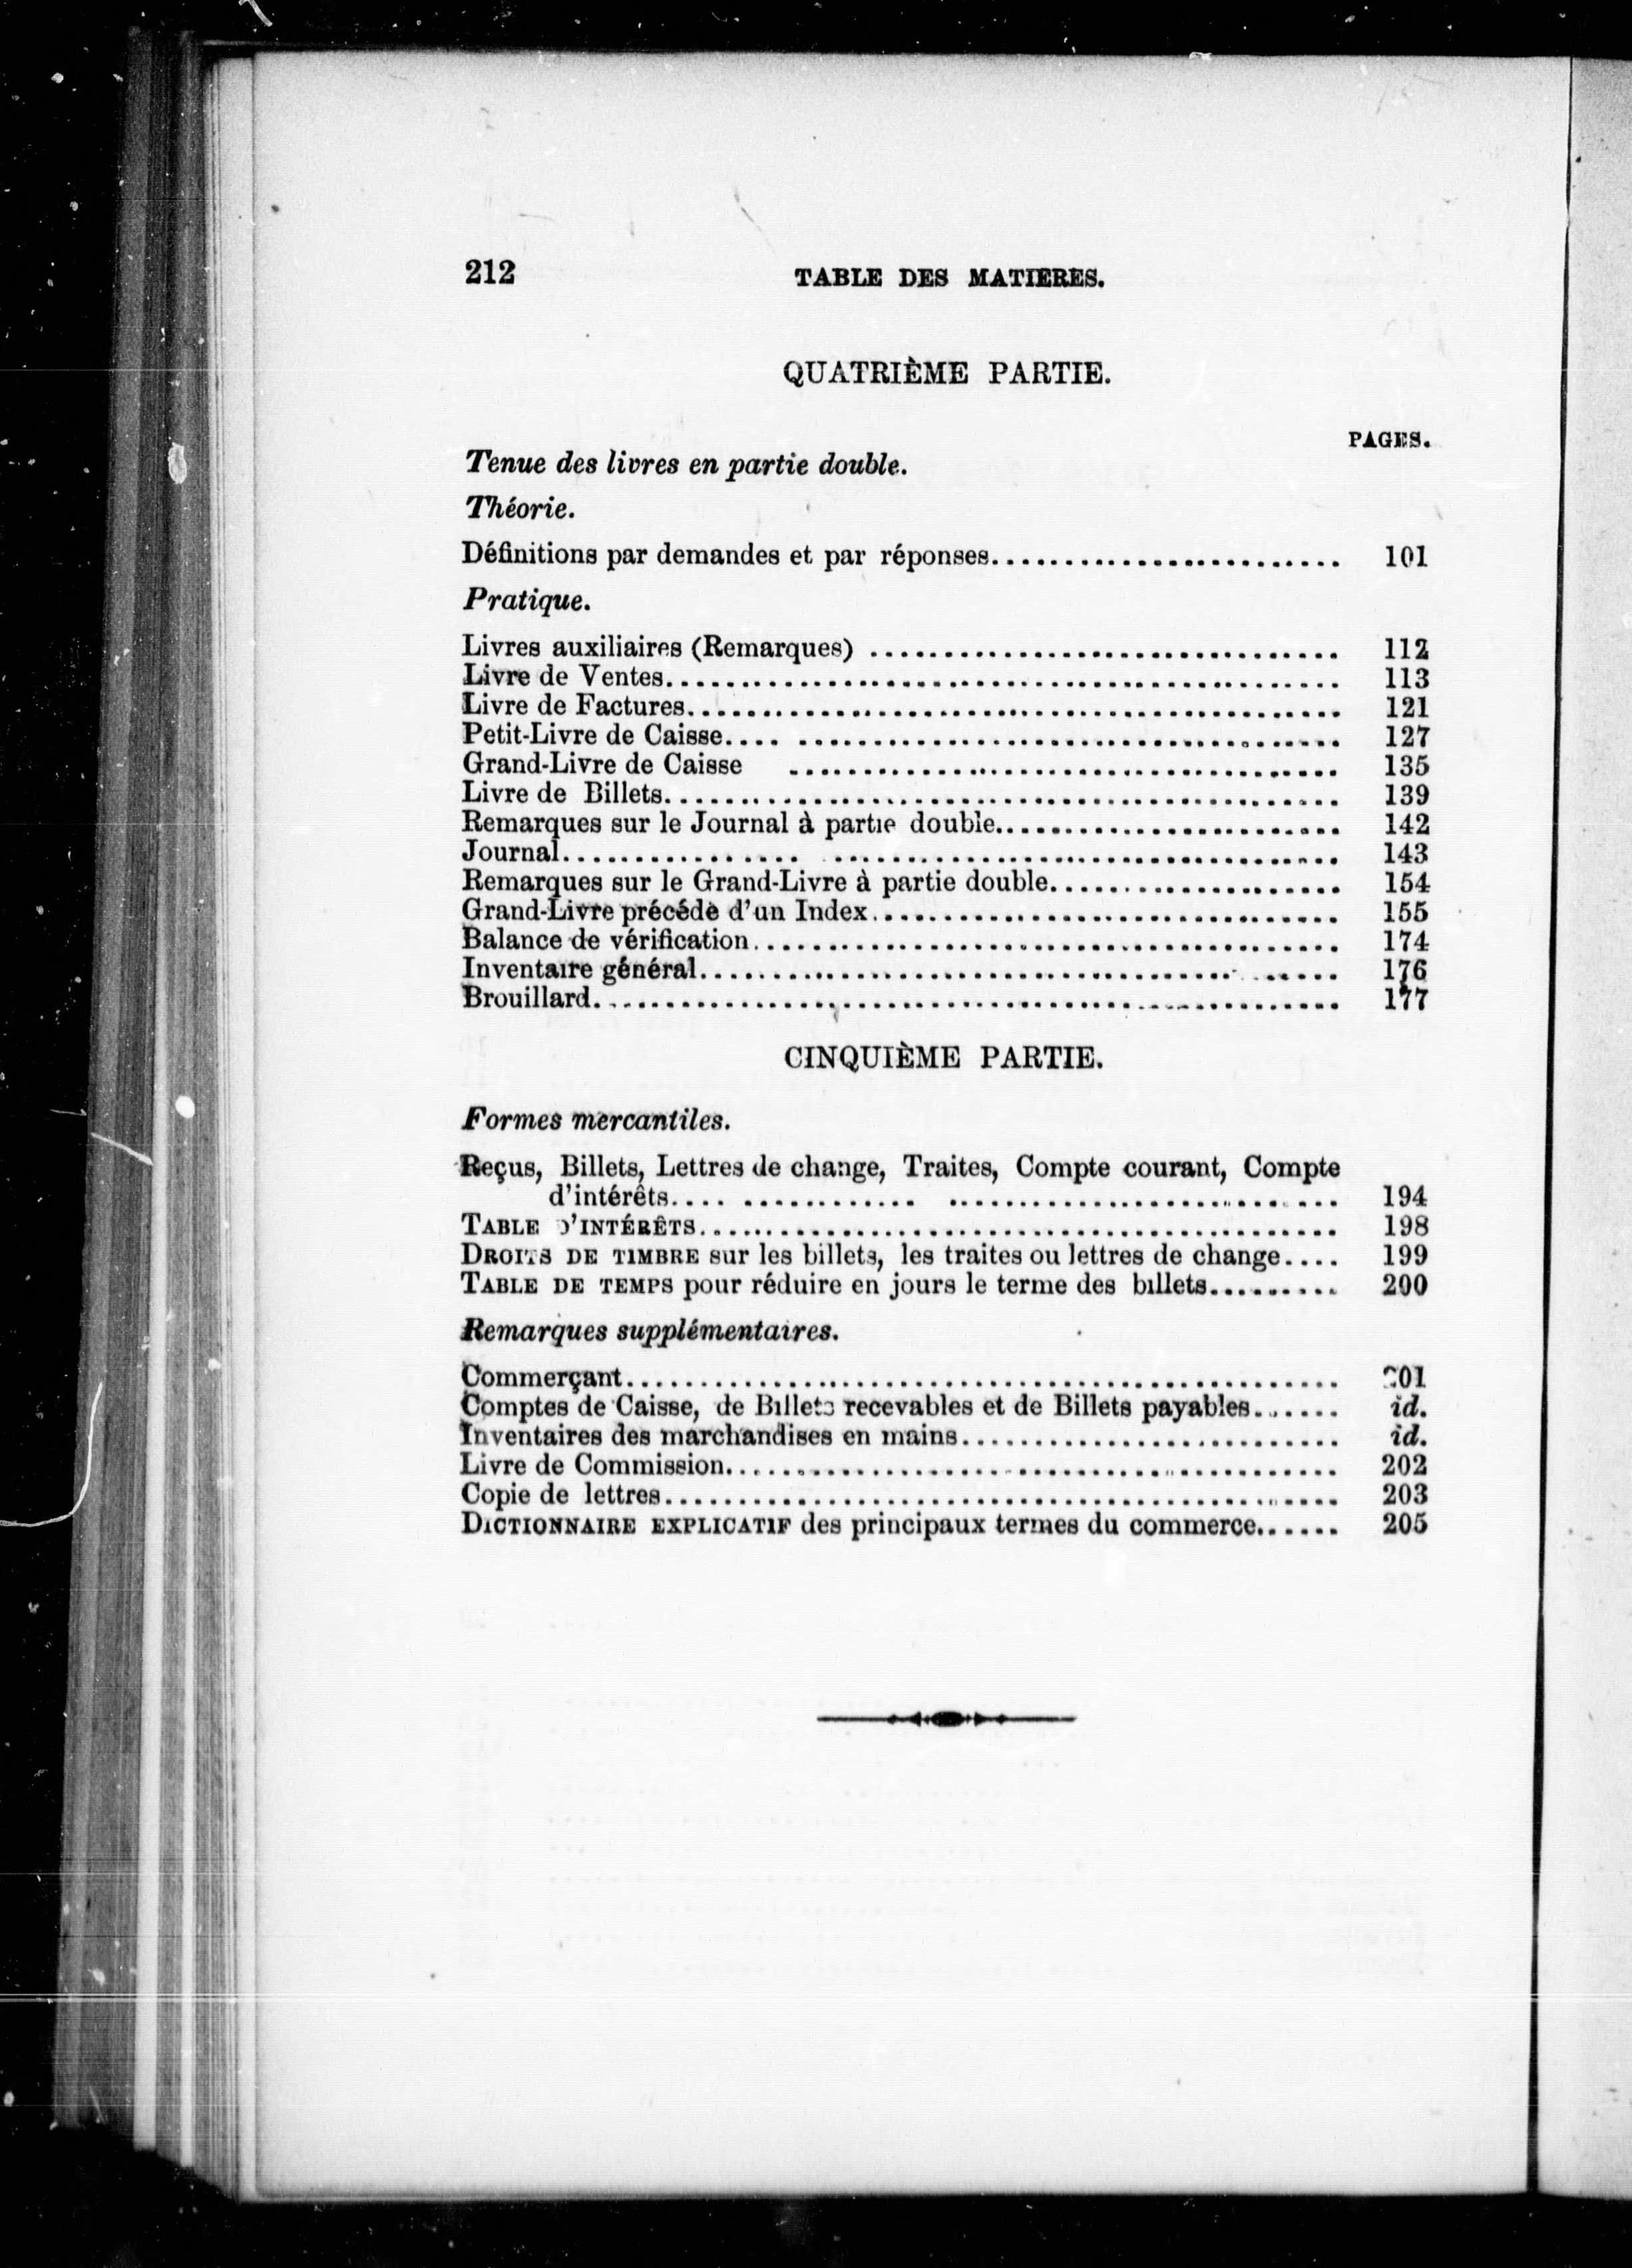 212 TABLE DES MATIERES.
QUATRIÈME PARTIE.
PAGES.
Tenue des livres en partie double.
Théorie.
Définitions par demandes et par réponses........................ 101
Pratique.
Livres auxiliaires (Remarques) ................................ 112
Livre de Ventes.............................................. 113
Livre de Factures............................................ 121
Petit-Livre de Caisse.... ..................................... 127
Grand-Livre de Caisse ...................................... 135
Livre de Billets.............................................. 139
Remarques sur le Journal à partie double........................ 142
Journal................ ................................... 143
Remarques sur le Grand-Livre à partie double.................... 154
Grand-Livre précédé d'un Index................................ 155
Balance de vérification........................................ 174
Inventaire général........................................... 176
Brouillard................................................... 177
CINQUIÈME PARTIE.
Formes mercantiles.
Reçus, Billets, Lettres de change, Traites, Compte courant, Compte
d'intérêts.... ............ ........................... 194
TABLE D'INTÉRÊTS............................................ 198
DROITS DE TIMBRE sur les billets, les traites ou lettres de change.... 199
TABLE DE TEMPS pour réduire en jours le terme des billets......... 200
Remarques supplémentaires.
Commerçant................................................. 201
Comptes de Caisse, de Billets recevables et de Billets payables...... id.
Inventaires des marchandises en mains.......................... id.
Livre de Commission.......................................... 202
Copie de lettres.............................................. 203
DICTIONNAIRE EXPLICATIF des principaux termes du commerce...... 205